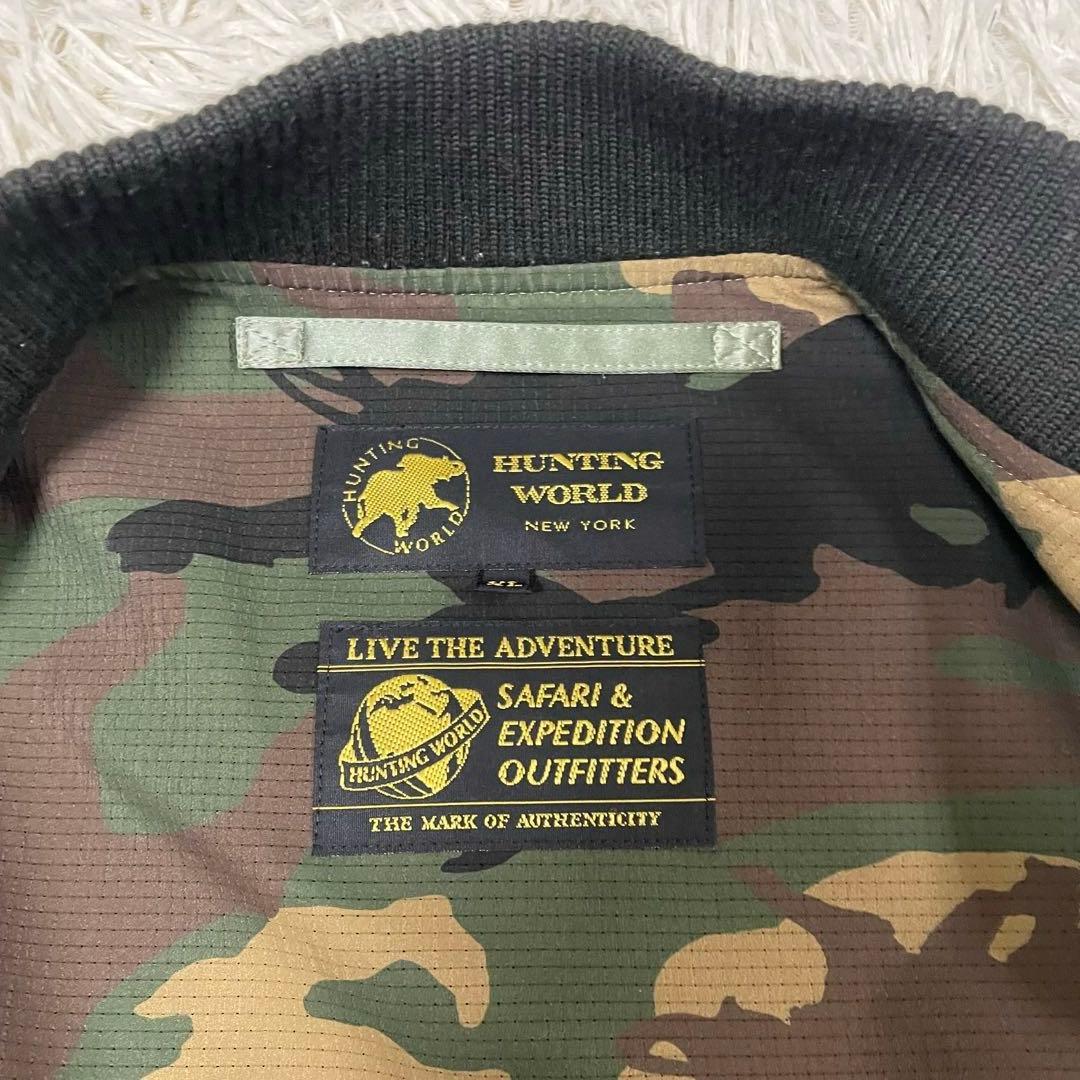 HUNTING
WORLD
HUNTING
WORLD
NEW YORK
XL
LIVE THE ADVENTURE
HUNTING WORLD
SAFARI &
EXPEDITION
OUTFITTERS
THE MARK OF AUTHENTICITY